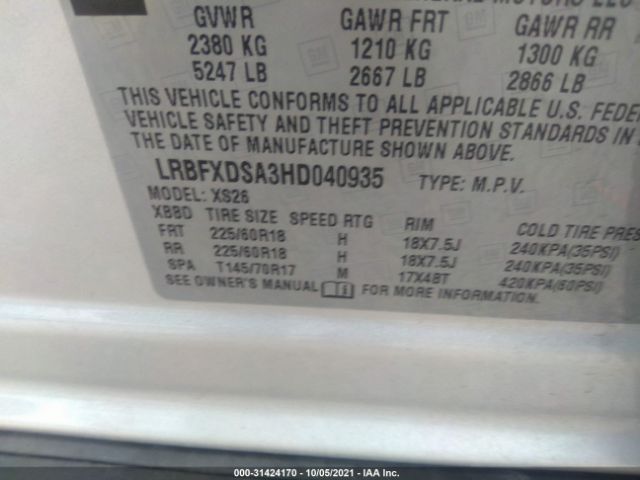 GENERAL MOTORS LLC
GVWR GAWR FRT GAWR RR
2380 KG 1210 KG 1300 KG
5247 LB 2667 LB 2866 LB
THIS VEHICLE CONFORMS TO ALL APPLICABLE U.S. FEDE
VEHICLE SAFETY AND THEFT PREVENTION STANDARDS IN
THE DATE OF MANUFACTURE SHOWN ABOVE.
LRBFXDSA3HD040935 TYPE: M.P.V.
MODEL: XS26
XBBD TIRE SIZE SPEED RTG RIM COLD TIRE PRES
FRT 225/60R18 H 18X7.5J 240KPA(35PSI)
RR 225/60R18 H 18X7.5J 240KPA(35PSI)
SPA T145/70R17 M 17X4BT 420KPA(60PSI)
SEE OWNER'S MANUAL FOR MORE INFORMATION.
000-31424170 - 10/05/2021 - IAA Inc.